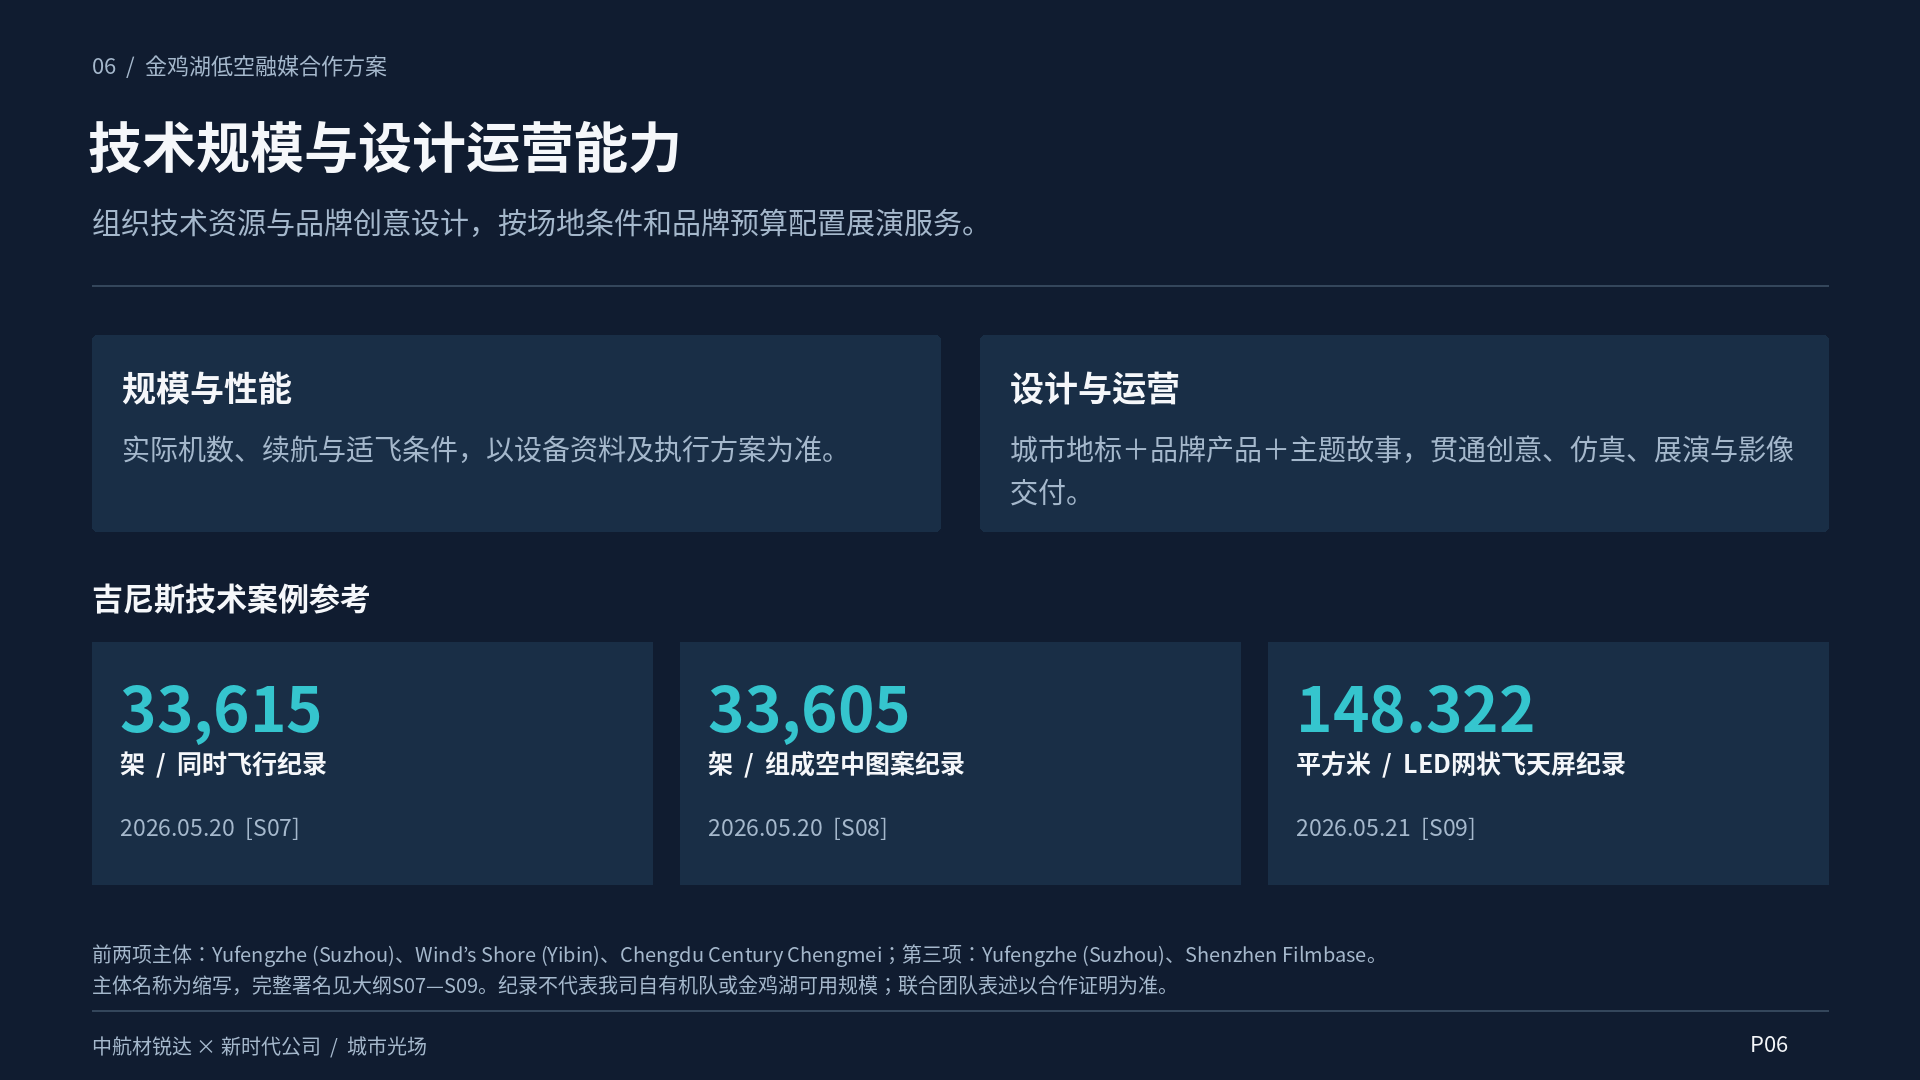 06 / 金鸡湖低空融媒合作方案
技术规模与设计运营能力
组织技术资源与品牌创意设计，按场地条件和品牌预算配置展演服务。
规模与性能
实际机数、续航与适飞条件，以设备资料及执行方案为准。
设计与运营
城市地标＋品牌产品＋主题故事，贯通创意、仿真、展演与影像
交付。
吉尼斯技术案例参考
33,615
架 / 同时飞行纪录
2026.05.20 [S07]
33,605
架 / 组成空中图案纪录
2026.05.20 [S08]
148.322
平方米 / LED网状飞天屏纪录
2026.05.21 [S09]
前两项主体：Yufengzhe (Suzhou)、Wind’s Shore (Yibin)、Chengdu Century Chengmei；第三项：Yufengzhe (Suzhou)、Shenzhen Filmbase。
主体名称为缩写，完整署名见大纲S07—S09。纪录不代表我司自有机队或金鸡湖可用规模；联合团队表述以合作证明为准。
中航材锐达 × 新时代公司 / 城市光场
P06